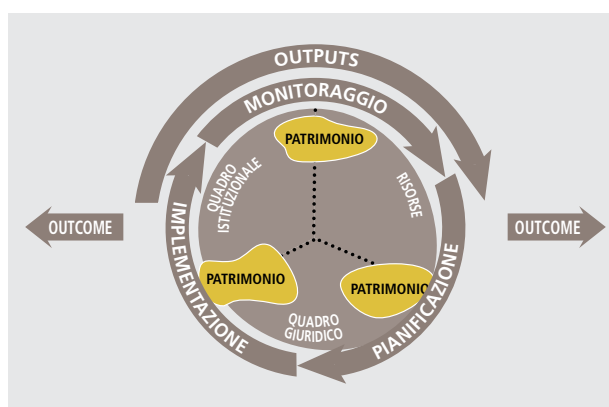 OUTPUTS
MONITORAGGIO
PATRIMONIO
QUADRO
ISTITUZIONALE
RISORSE
OUTCOME
OUTCOME
IMPLEMENTAZIONE
PATRIMONIO
PATRIMONIO
PIANIFICAZIONE
QUADRO
GIURIDICO